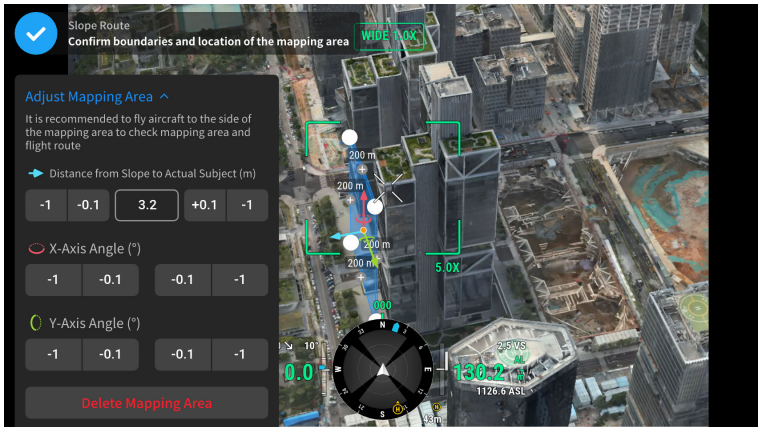 Slope Route
Confirm boundaries and location of the mapping area
WIDE 1.0X
Adjust Mapping Area
It is recommended to fly aircraft to the side of
the mapping area to check mapping area and
flight route
Distance from Slope to Actual Subject (m)
-1 -0.1 3.2 +0.1 -1
X-Axis Angle (°)
-1 -0.1 -0.1 -1
Y-Axis Angle (°)
-1 -0.1 -0.1 -1
Delete Mapping Area
200 m
200 m
200 m
200 m
5.0X
000
N
3
6
E
S
W
10°
0.0
2.5 VS
AL
130.2
1126.6 ASL
H
H
43m